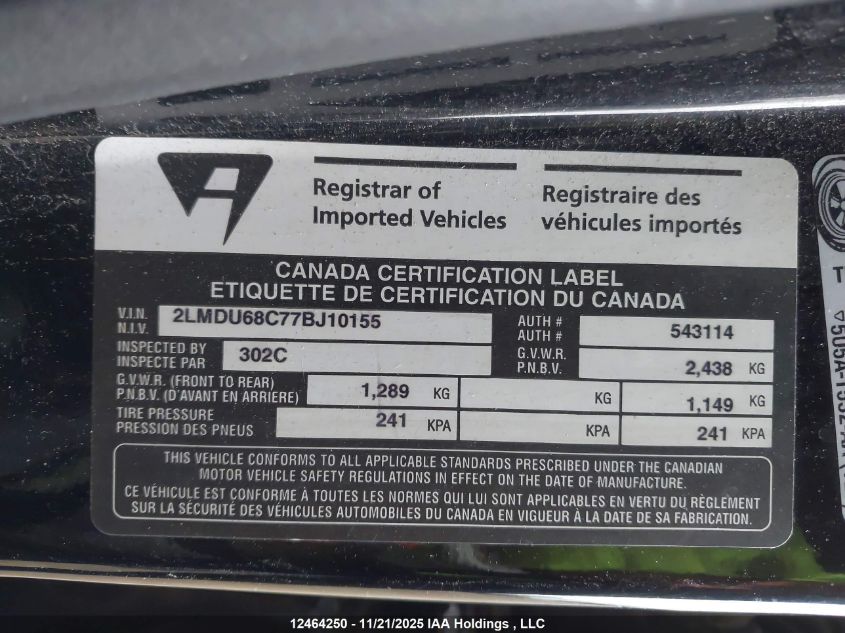 Registrar of
Imported Vehicles
Registraire des
véhicules importés
CANADA CERTIFICATION LABEL
ETIQUETTE DE CERTIFICATION DU CANADA
V.I.N.
N.I.V.
2LMDU68C77BJ10155
AUTH #
AUTH #
543114
INSPECTED BY
INSPECTE PAR
302C
G.V.W.R.
P.N.B.V.
2,438 KG
G.V.W.R. (FRONT TO REAR)
P.N.B.V. (D'AVANT EN ARRIERE)
1,289 KG
KG
1,149 KG
TIRE PRESSURE
PRESSION DES PNEUS
241 KPA
KPA
241 KPA
THIS VEHICLE CONFORMS TO ALL APPLICABLE STANDARDS PRESCRIBED UNDER THE CANADIAN
MOTOR VEHICLE SAFETY REGULATIONS IN EFFECT ON THE DATE OF MANUFACTURE.
CE VÉHICULE EST CONFORME À TOUTES LES NORMES QUI LUI SONT APPLICABLES EN VERTU DU RÈGLEMENT
SUR LA SÉCURITÉ DES VÉHICULES AUTOMOBILES DU CANADA EN VIGUEUR À LA DATE DE SA FABRICATION.
12464250 - 11/21/2025 IAA Holdings , LLC